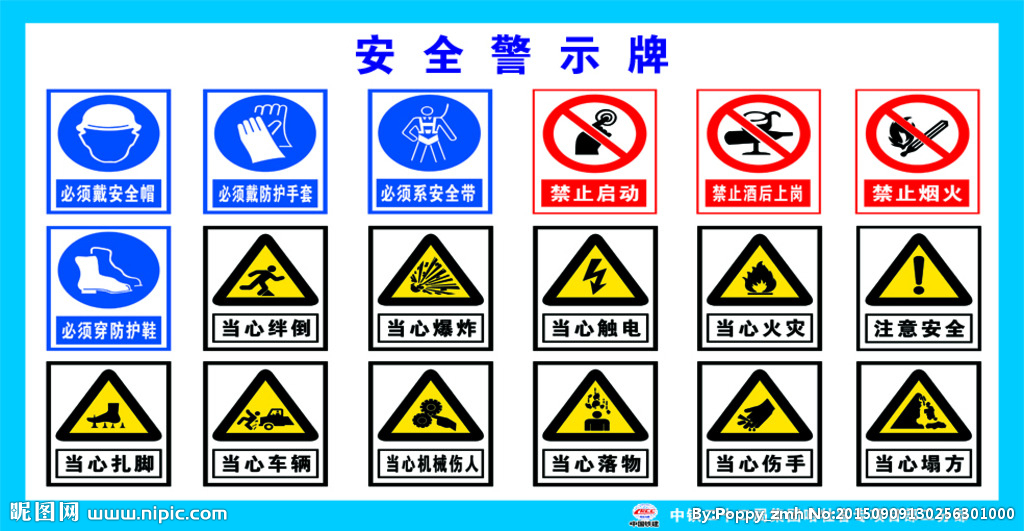 安全警示牌
必须戴安全帽
必须戴防护手套
必须系安全带
禁止启动
禁止酒后上岗
禁止烟火
必须穿防护鞋
当心绊倒
当心爆炸
当心触电
当心火灾
注意安全
当心扎脚
当心车辆
当心机械伤人
当心落物
当心伤手
当心塌方
昵图网 www.nipic.com
中国铁建
By:Poppy_zmh No:20150909130256301000